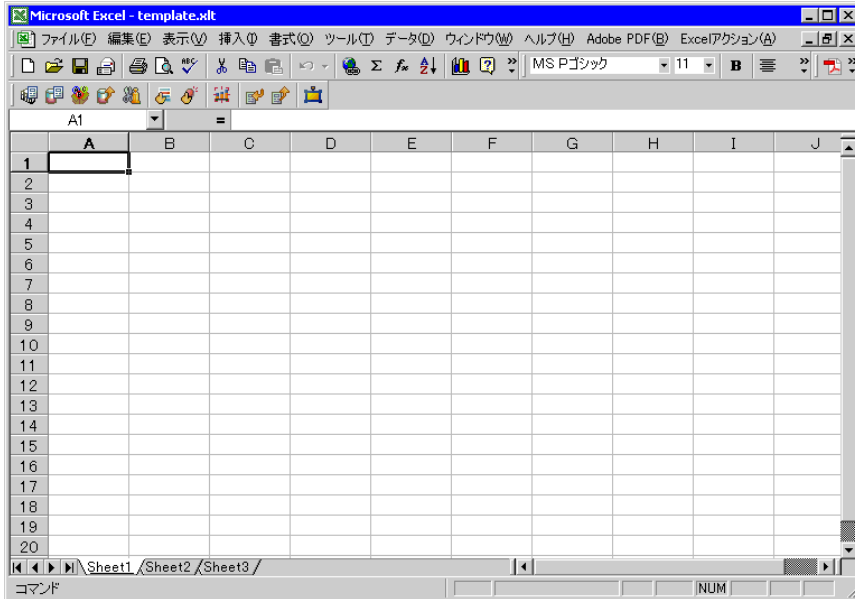 Microsoft Excel - template.xlt
ファイル(F) 編集(E) 表示(V) 挿入(I) 書式(O) ツール(T) データ(D) ウィンドウ(W) ヘルプ(H) Adobe PDF(B) Excelアクション(A)
ABC Σ fx MS Pゴシック 11 B
A1 =
A B C D E F G H I J
1
2
3
4
5
6
7
8
9
10
11
12
13
14
15
16
17
18
19
20
Sheet1 Sheet2 Sheet3
コマンド NUM